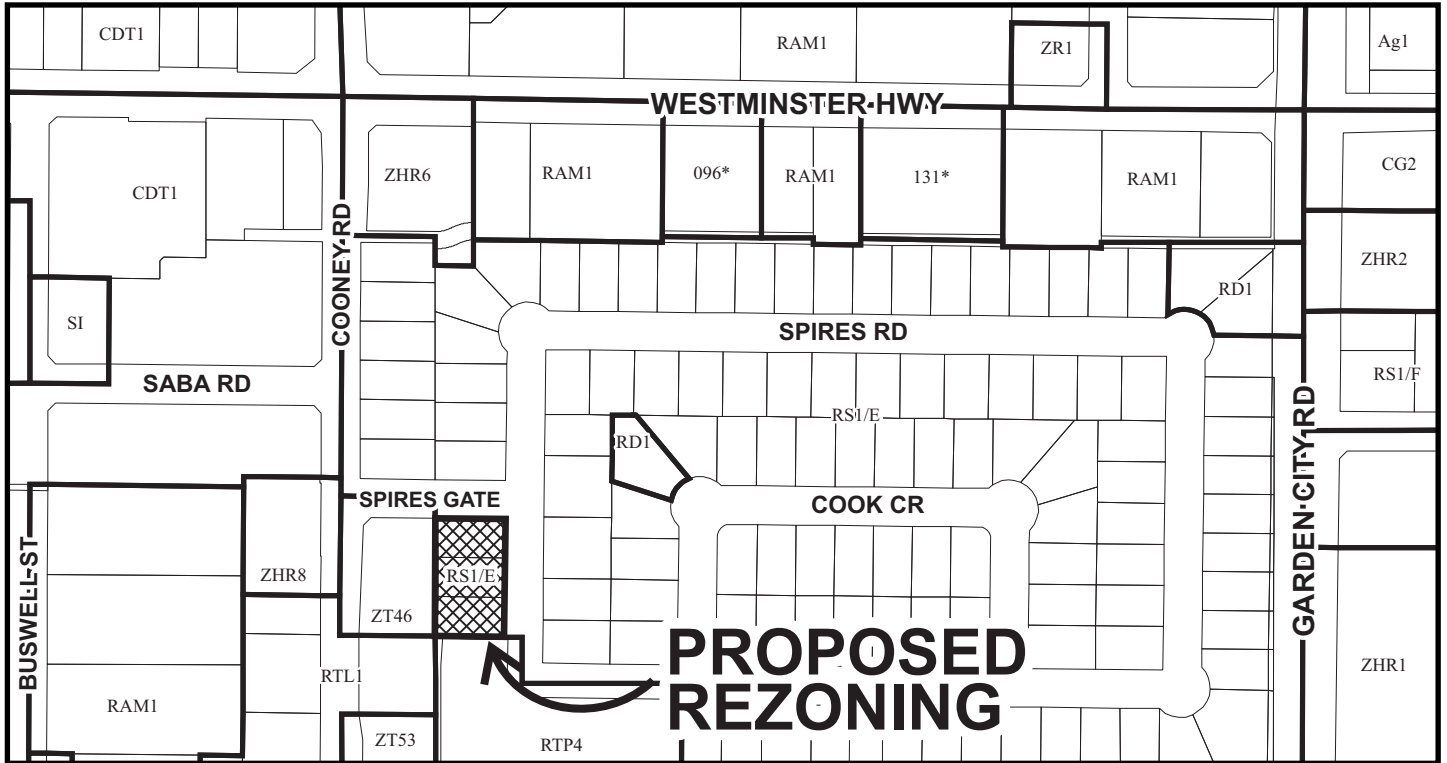 CDT1
RAM1
ZR1
Ag1
WESTMINSTER HWY
CDT1
ZHR6
RAM1
096*
RAM1
131*
RAM1
CG2
COONEY RD
ZHR2
SI
RD1
SPIRES RD
SABA RD
RS1/F
RS1/E
RD1
GARDEN CITY RD
SPIRES GATE
COOK CR
BUSWELL ST
ZHR8
RS1/E
ZT46
PROPOSED
REZONING
RTL1
ZHR1
RAM1
ZT53
RTP4